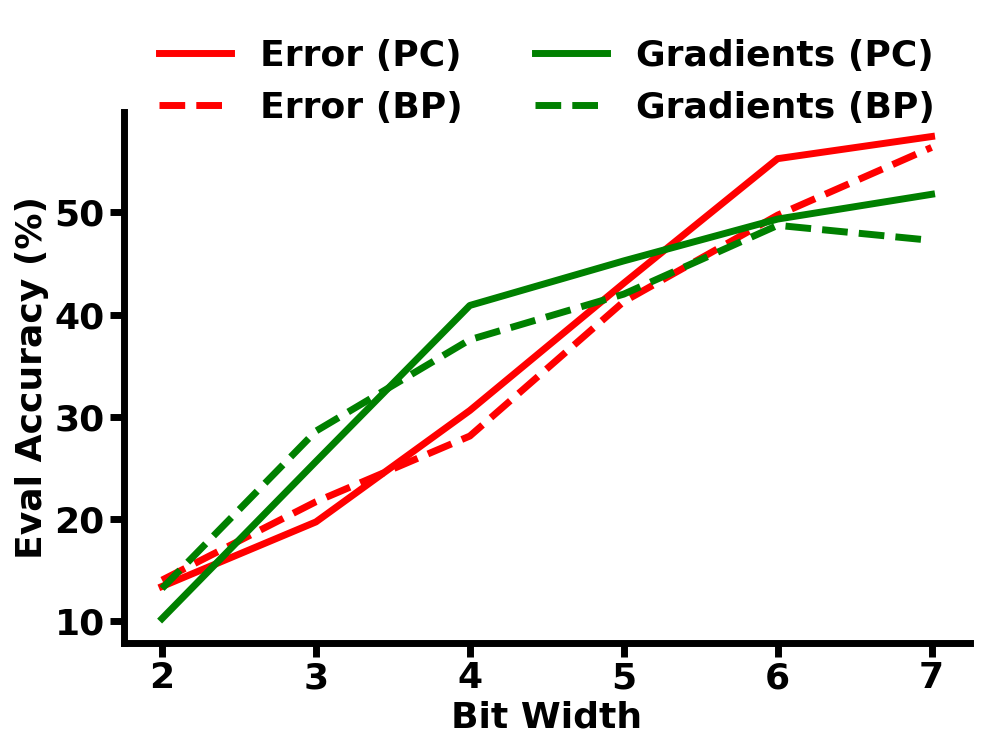 Error (PC)
Error (BP)
Gradients (PC)
Gradients (BP)
Eval Accuracy (%)
50
40
30
20
10
2 3 4 5 6 7
Bit Width